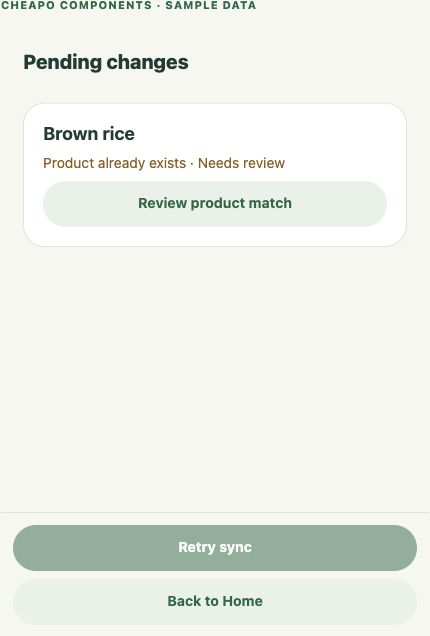 CHEAPO COMPONENTS · SAMPLE DATA
Pending changes
Brown rice
Product already exists · Needs review
Review product match
Retry sync
Back to Home